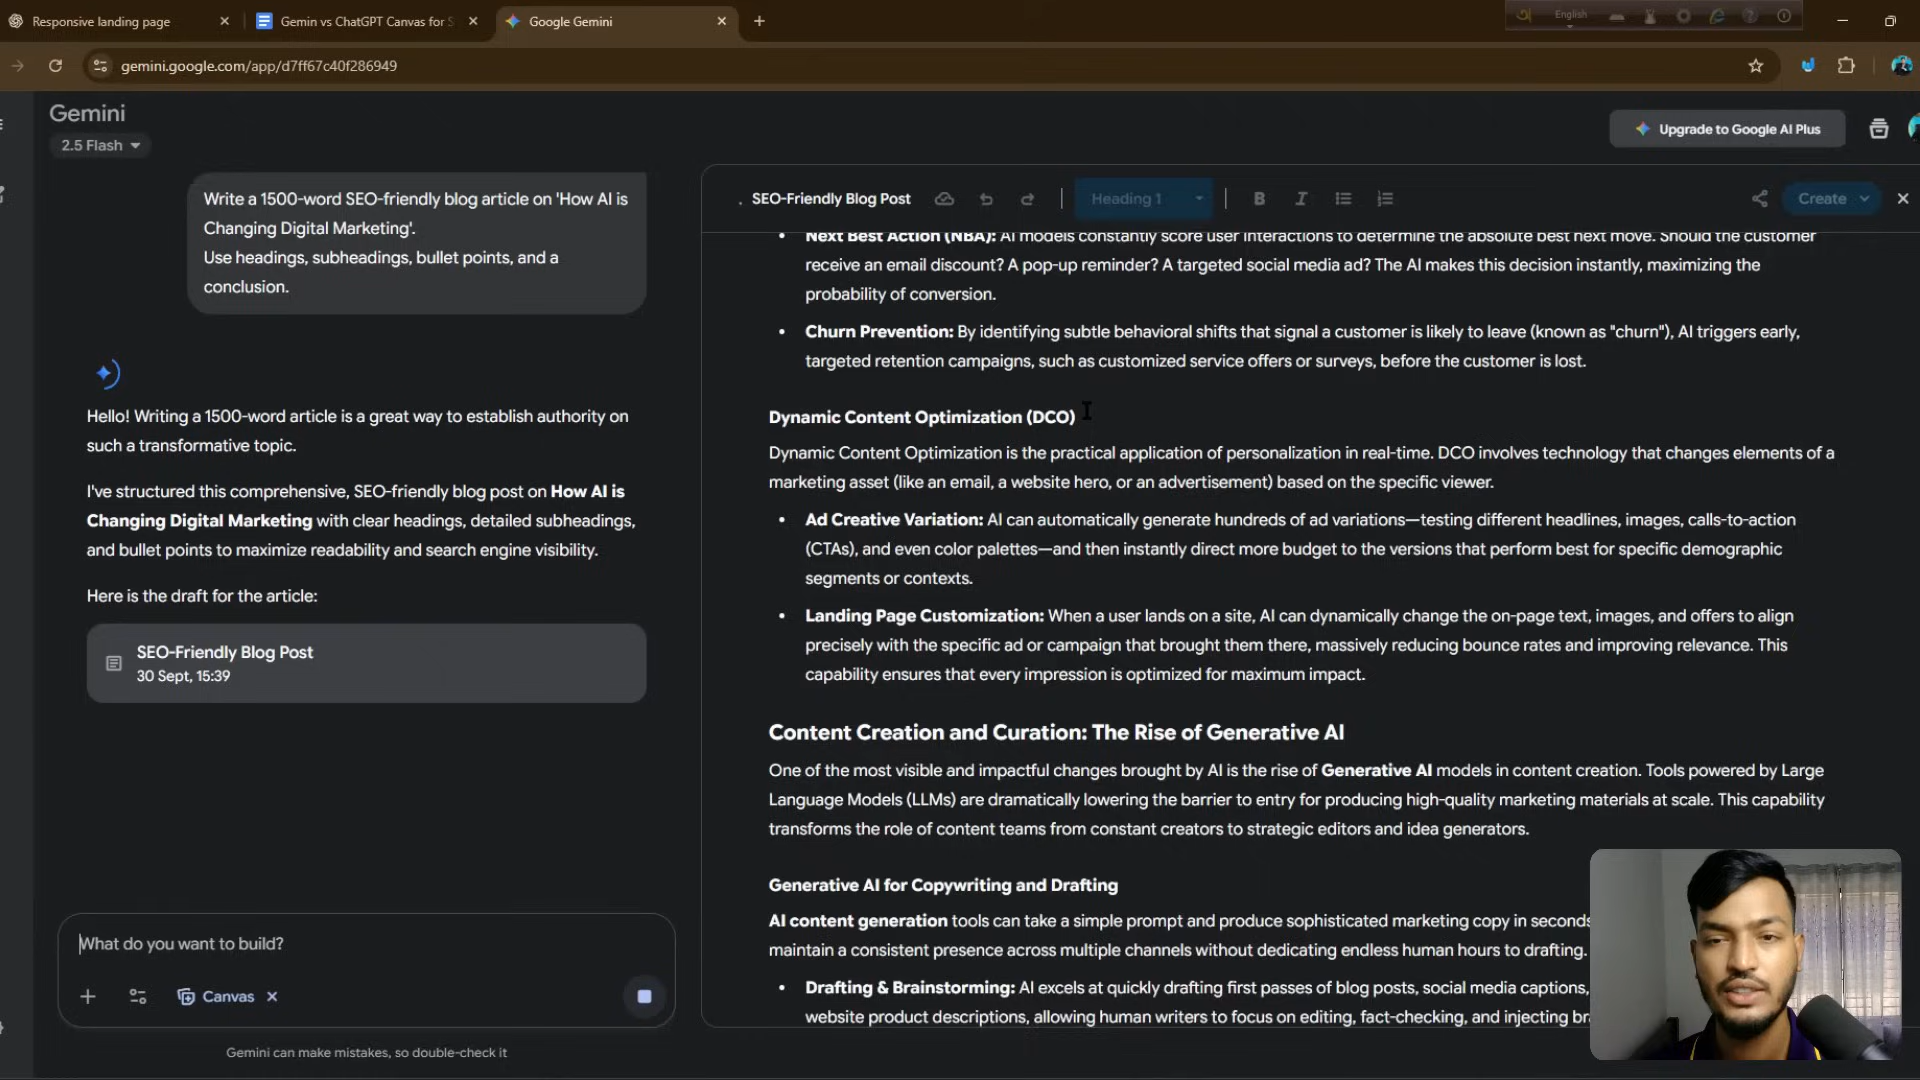 Responsive landing page
Gemin vs ChatGPT Canvas for S
Google Gemini
English
gemini.google.com/app/d7ff67c40f286949
Gemini
2.5 Flash
Upgrade to Google AI Plus
Write a 1500-word SEO-friendly blog article on 'How AI is
Changing Digital Marketing'.
Use headings, subheadings, bullet points, and a
conclusion.
Hello! Writing a 1500-word article is a great way to establish authority on
such a transformative topic.
I've structured this comprehensive, SEO-friendly blog post on How AI is
Changing Digital Marketing with clear headings, detailed subheadings,
and bullet points to maximize readability and search engine visibility.
Here is the draft for the article:
SEO-Friendly Blog Post
30 Sept, 15:39
What do you want to build?
Canvas
Gemini can make mistakes, so double-check it
SEO-Friendly Blog Post
Heading 1
B I
Create
Next Best Action (NBA): AI models constantly score user interactions to determine the absolute best next move. Should the customer
receive an email discount? A pop-up reminder? A targeted social media ad? The AI makes this decision instantly, maximizing the
probability of conversion.
Churn Prevention: By identifying subtle behavioral shifts that signal a customer is likely to leave (known as "churn"), AI triggers early,
targeted retention campaigns, such as customized service offers or surveys, before the customer is lost.
Dynamic Content Optimization (DCO)
Dynamic Content Optimization is the practical application of personalization in real-time. DCO involves technology that changes elements of a
marketing asset (like an email, a website hero, or an advertisement) based on the specific viewer.
Ad Creative Variation: AI can automatically generate hundreds of ad variations—testing different headlines, images, calls-to-action
(CTAs), and even color palettes—and then instantly direct more budget to the versions that perform best for specific demographic
segments or contexts.
Landing Page Customization: When a user lands on a site, AI can dynamically change the on-page text, images, and offers to align
precisely with the specific ad or campaign that brought them there, massively reducing bounce rates and improving relevance. This
capability ensures that every impression is optimized for maximum impact.
Content Creation and Curation: The Rise of Generative AI
One of the most visible and impactful changes brought by AI is the rise of Generative AI models in content creation. Tools powered by Large
Language Models (LLMs) are dramatically lowering the barrier to entry for producing high-quality marketing materials at scale. This capability
transforms the role of content teams from constant creators to strategic editors and idea generators.
Generative AI for Copywriting and Drafting
AI content generation tools can take a simple prompt and produce sophisticated marketing copy in seconds
maintain a consistent presence across multiple channels without dedicating endless human hours to drafting.
Drafting & Brainstorming: AI excels at quickly drafting first passes of blog posts, social media captions,
website product descriptions, allowing human writers to focus on editing, fact-checking, and injecting br